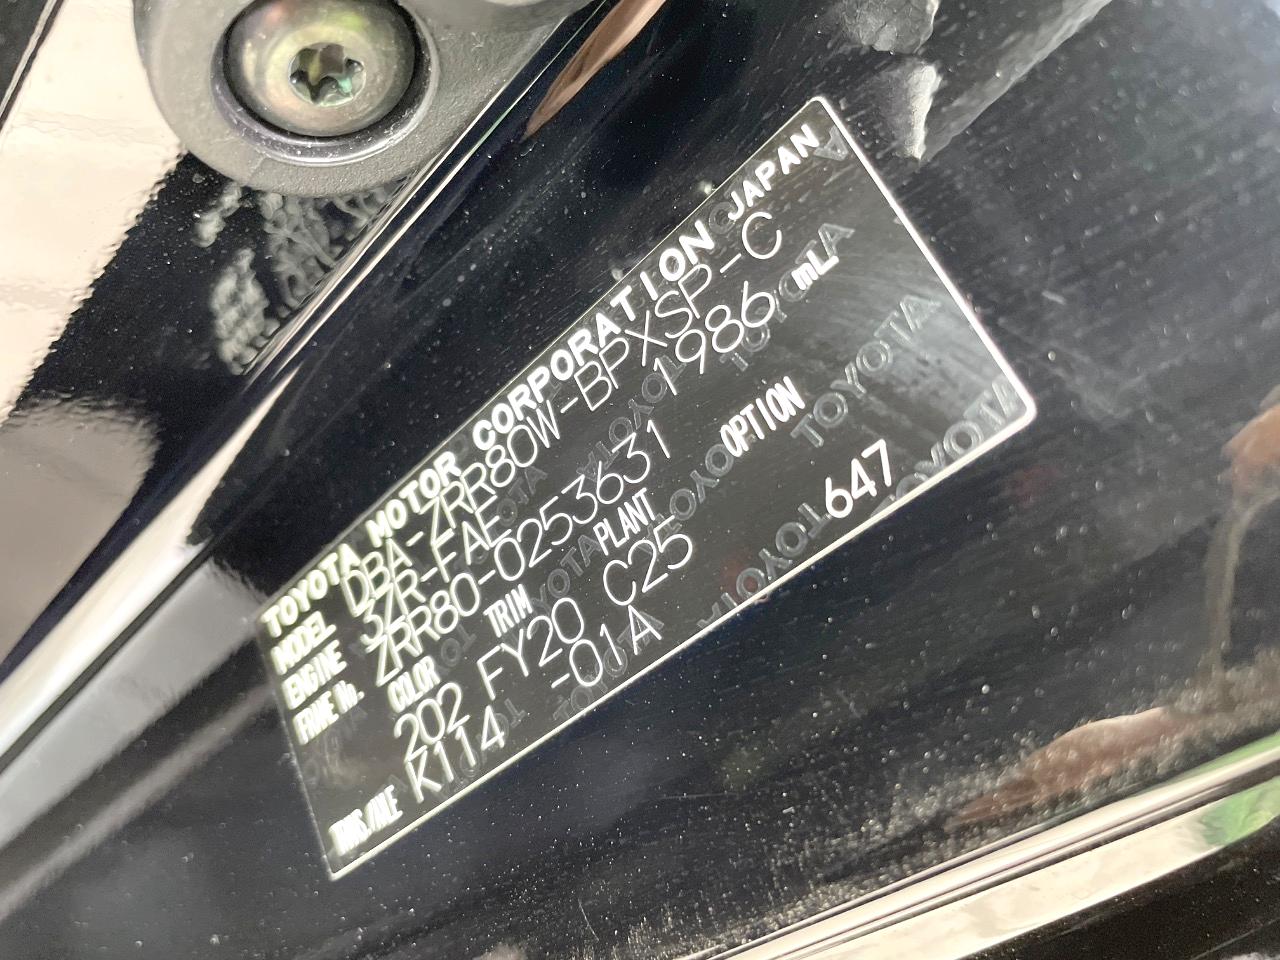 TOYOTA MOTOR CORPORATION JAPAN
MODEL DBA-ZRR80W-BPXSP-C
ENGINE 3ZR-FAE 1986 mL
FRAME No. ZRR80-0253631
COLOR TRIM PLANT OPTION
202 FY20 C25 647
TRNS/AXLE K114 -01A